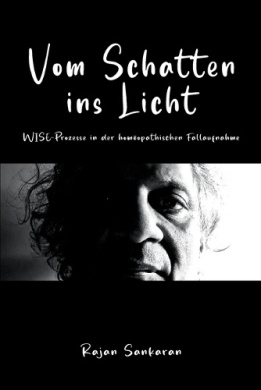 Vom Schatten
ins Licht
WISE-Prozesse in der homöopathischen Fallaufnahme
Rajan Sankaran